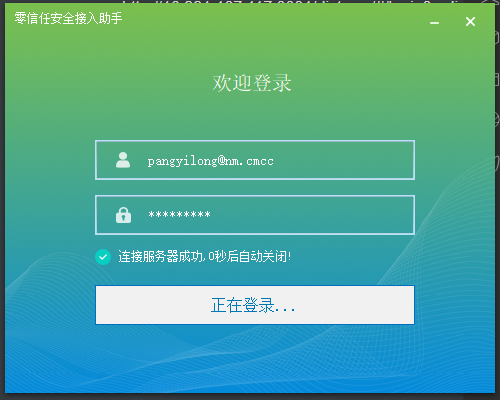 零信任安全接入助手
欢迎登录
pangyilong@nm.cmcc
*********
连接服务器成功,0秒后自动关闭!
正在登录...